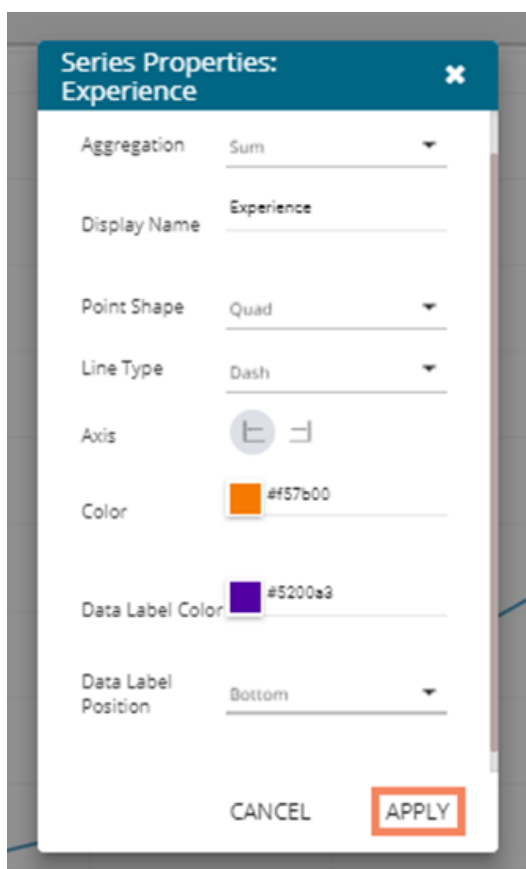 Series Properties:
Experience
Aggregation Sum
Display Name Experience
Point Shape Quad
Line Type Dash
Axis
Color #f57b00
Data Label Color #5200a3
Data Label
Position Bottom
CANCEL APPLY